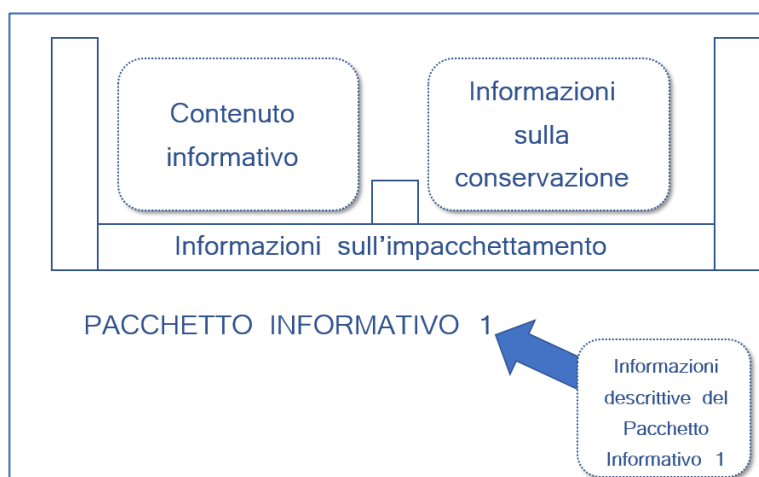 Contenuto
informativo
Informazioni
sulla
conservazione
Informazioni sull'impacchettamento
PACCHETTO INFORMATIVO 1
Informazioni
descrittive del
Pacchetto
Informativo 1